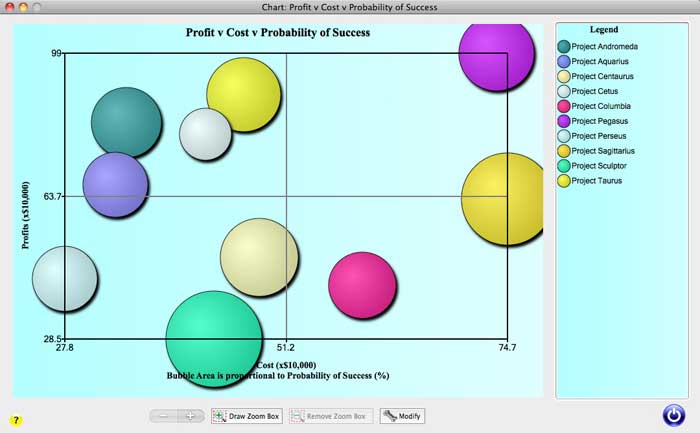 Chart: Profit v Cost v Probability of Success
Profit v Cost v Probability of Success
99
63.7
28.5
Profits (x$10,000)
27.8
51.2
74.7
Cost (x$10,000)
Bubble Area is proportional to Probability of Success (%)
Legend
Project Andromeda
Project Aquarius
Project Centaurus
Project Cetus
Project Columbia
Project Pegasus
Project Perseus
Project Sagittarius
Project Sculptor
Project Taurus
?
− +
Draw Zoom Box
Remove Zoom Box
Modify